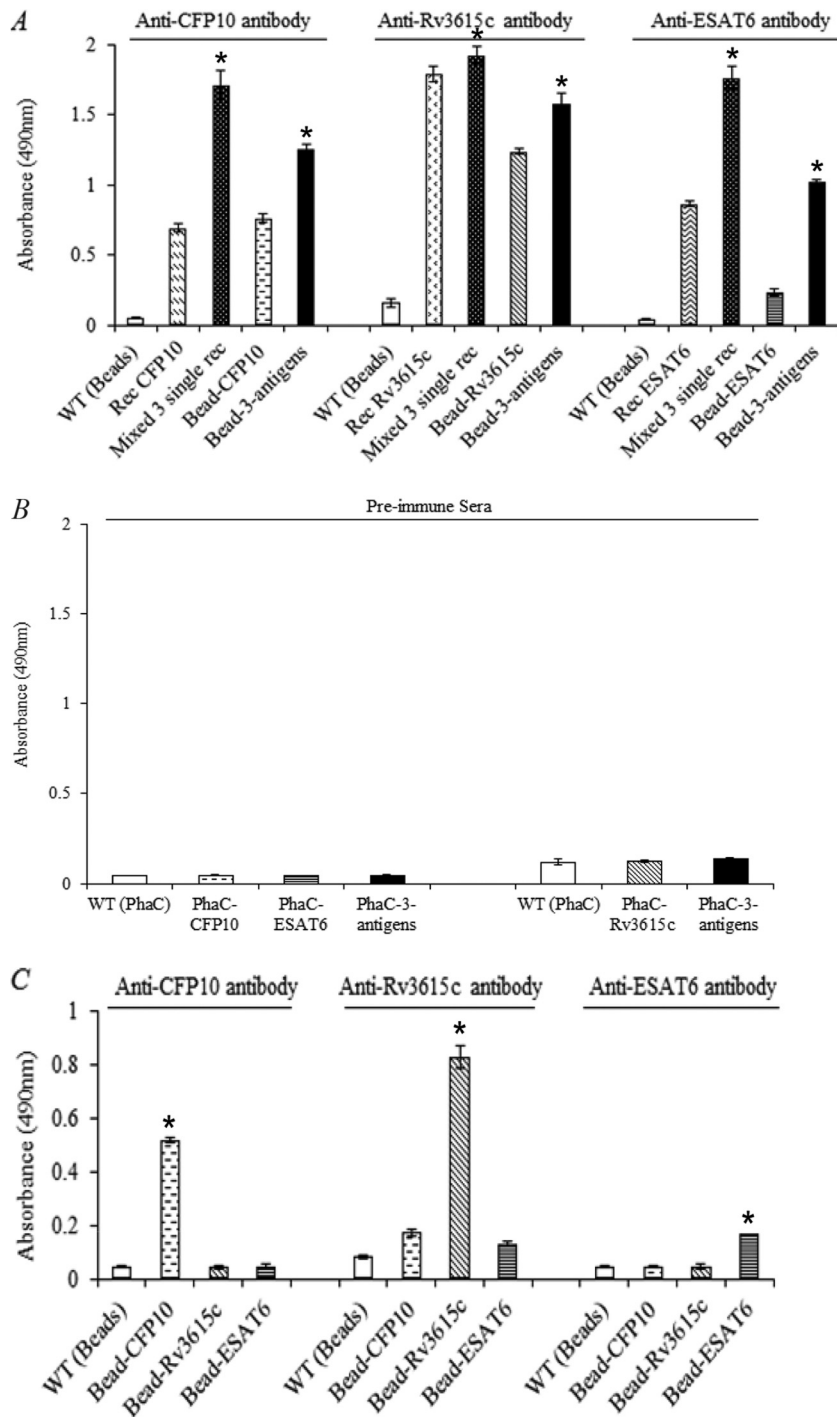 A
Anti-CFP10 antibody Anti-Rv3615c antibody Anti-ESAT6 antibody
Absorbance (490nm)
2
1.5
1
0.5
0
* * * * * *
WT (Beads) Rec CFP10 Mixed 3 single rec Bead-CFP10 Bead-3-antigens WT (Beads) Rec Rv3615c Mixed 3 single rec Bead-Rv3615c Bead-3-antigens WT (Beads) Rec ESAT6 Mixed 3 single rec Bead-ESAT6 Bead-3-antigens
B
Pre-immune Sera
Absorbance (490nm)
2
1.5
1
0.5
0
WT (PhaC) PhaC- PhaC- PhaC-3- WT (PhaC) PhaC- PhaC-3-
CFP10 ESAT6 antigens Rv3615c antigens
C
Anti-CFP10 antibody Anti-Rv3615c antibody Anti-ESAT6 antibody
Absorbance (490nm)
1
0.8
0.6
0.4
0.2
0
* * *
WT (Beads) Bead-CFP10 Bead-Rv3615c Bead-ESAT6 WT (Beads) Bead-CFP10 Bead-Rv3615c Bead-ESAT6 WT (Beads) Bead-CFP10 Bead-Rv3615c Bead-ESAT6